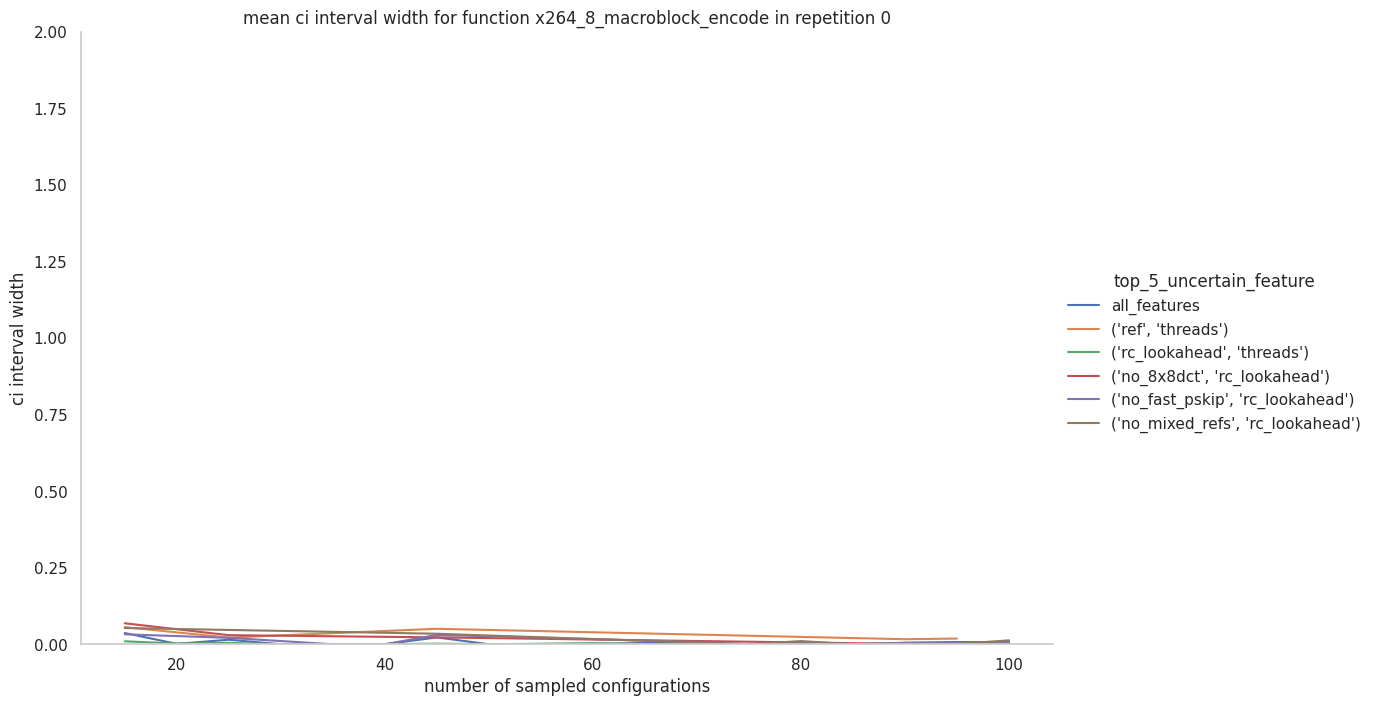 mean ci interval width for function x264_8_macroblock_encode in repetition 0
2.00
1.75
1.50
1.25
1.00
0.75
0.50
0.25
0.00
ci interval width
20
40
60
80
100
number of sampled configurations
top_5_uncertain_feature
all_features
('ref', 'threads')
('rc_lookahead', 'threads')
('no_8x8dct', 'rc_lookahead')
('no_fast_pskip', 'rc_lookahead')
('no_mixed_refs', 'rc_lookahead')